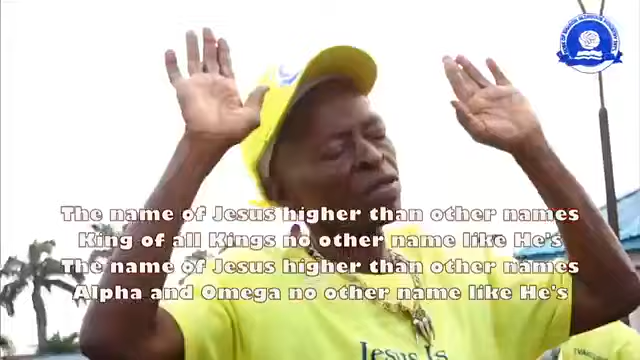 The name of Jesus higher than other names
King of all Kings no other name like He's
The name of Jesus higher than other names
Alpha and Omega no other name like He's
Jesus Is